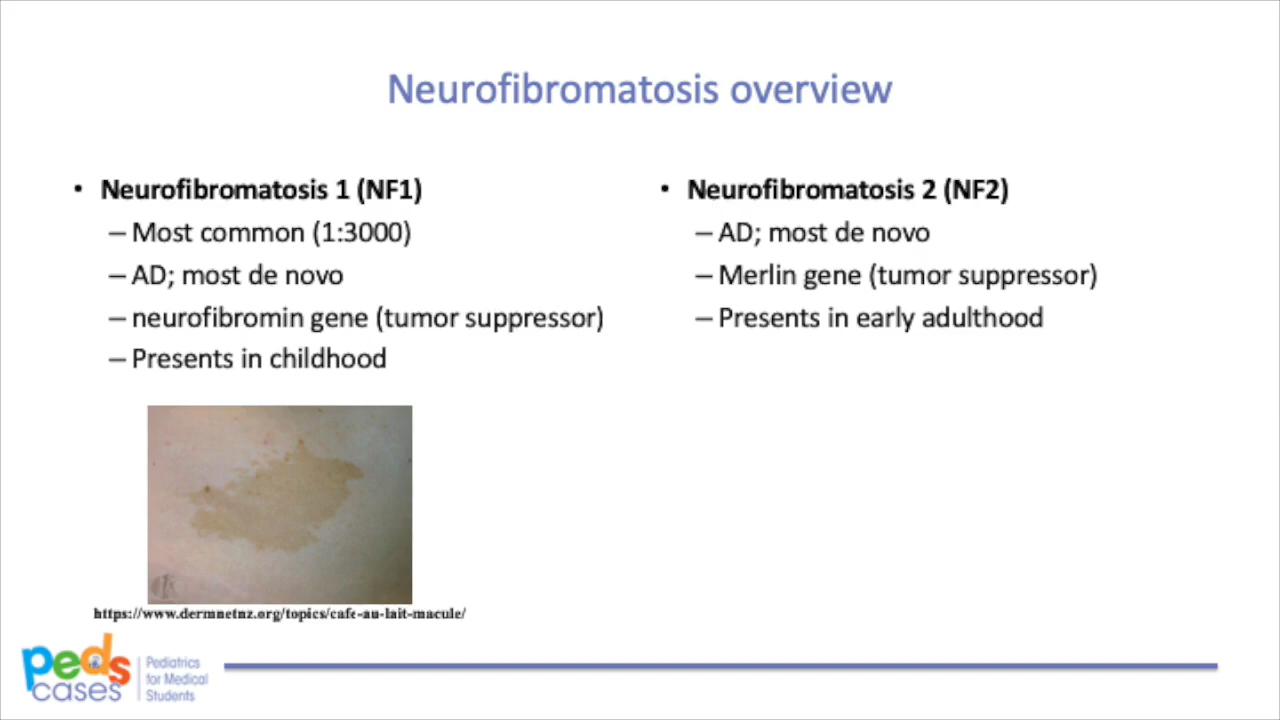 Neurofibromatosis overview
• Neurofibromatosis 1 (NF1)
– Most common (1:3000)
– AD; most de novo
– neurofibromin gene (tumor suppressor)
– Presents in childhood
• Neurofibromatosis 2 (NF2)
– AD; most de novo
– Merlin gene (tumor suppressor)
– Presents in early adulthood
https://www.dermnetnz.org/topics/cafe-au-lait-macule/
peds
cases
Pediatrics
for Medical
Students